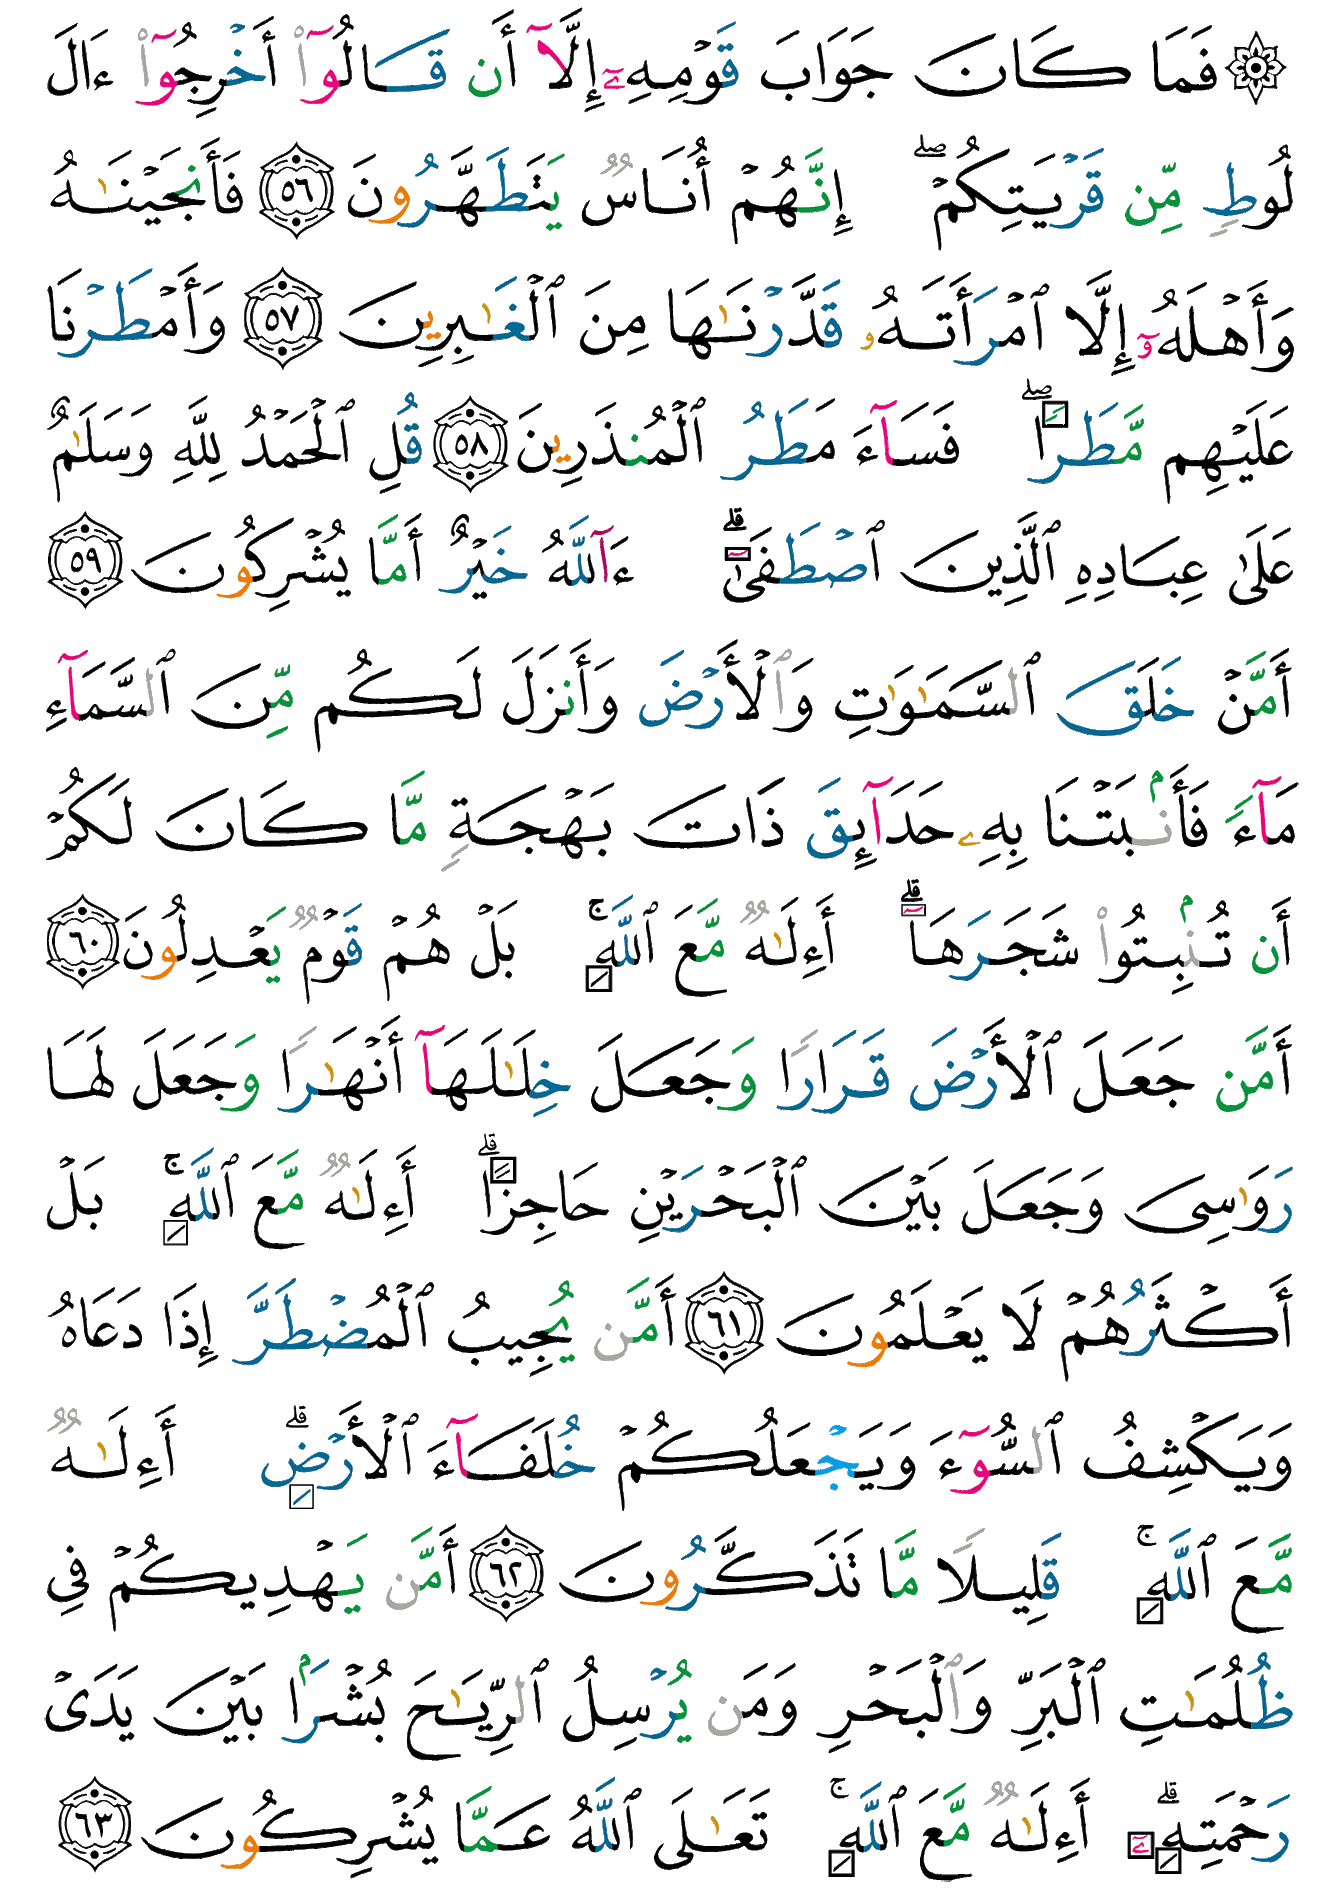 ۞ فَمَا كَانَ جَوَابَ قَوْمِهِۦٓ إِلَّآ أَن قَالُوٓا۟ أَخْرِجُوٓا۟ ءَالَ
لُوطٍ مِّن قَرْيَتِكُمْ ۖ إِنَّهُمْ أُنَاسٌ يَتَطَهَّرُونَ ٥٦ فَأَنجَيْنَـٰهُ
وَأَهْلَهُۥٓ إِلَّا ٱمْرَأَتَهُۥ قَدَّرْنَـٰهَا مِنَ ٱلْغَـٰبِرِينَ ٥٧ وَأَمْطَرْنَا
عَلَيْهِم مَّطَرًا ۖ فَسَآءَ مَطَرُ ٱلْمُنذَرِينَ ٥٨ قُلِ ٱلْحَمْدُ لِلَّهِ وَسَلَـٰمٌ
عَلَىٰ عِبَادِهِ ٱلَّذِينَ ٱصْطَفَىٰٓ ۗ ءَآللَّهُ خَيْرٌ أَمَّا يُشْرِكُونَ ٥٩
أَمَّنْ خَلَقَ ٱلسَّمَـٰوَٰتِ وَٱلْأَرْضَ وَأَنزَلَ لَكُم مِّنَ ٱلسَّمَآءِ
مَآءً فَأَنۢبَتْنَا بِهِۦ حَدَآئِقَ ذَاتَ بَهْجَةٍ مَّا كَانَ لَكُمْ
أَن تُنۢبِتُوا۟ شَجَرَهَآ ۗ أَءِلَـٰهٌ مَّعَ ٱللَّهِ ۚ بَلْ هُمْ قَوْمٌ يَعْدِلُونَ ٦٠
أَمَّن جَعَلَ ٱلْأَرْضَ قَرَارًا وَجَعَلَ خِلَـٰلَهَآ أَنْهَـٰرًا وَجَعَلَ لَهَا
رَوَٰسِىَ وَجَعَلَ بَيْنَ ٱلْبَحْرَيْنِ حَاجِزًا ۗ أَءِلَـٰهٌ مَّعَ ٱللَّهِ ۚ بَلْ
أَكْثَرُهُمْ لَا يَعْلَمُونَ ٦١ أَمَّن يُجِيبُ ٱلْمُضْطَرَّ إِذَا دَعَاهُ
وَيَكْشِفُ ٱلسُّوٓءَ وَيَجْعَلُكُمْ خُلَفَآءَ ٱلْأَرْضِ ۗ أَءِلَـٰهٌ
مَّعَ ٱللَّهِ ۚ قَلِيلًا مَّا تَذَكَّرُونَ ٦٢ أَمَّن يَهْدِيكُمْ فِى
ظُلُمَـٰتِ ٱلْبَرِّ وَٱلْبَحْرِ وَمَن يُرْسِلُ ٱلرِّيَـٰحَ بُشْرًۢا بَيْنَ يَدَىْ
رَحْمَتِهِۦٓ ۗ أَءِلَـٰهٌ مَّعَ ٱللَّهِ ۚ تَعَـٰلَى ٱللَّهُ عَمَّا يُشْرِكُونَ ٦٣